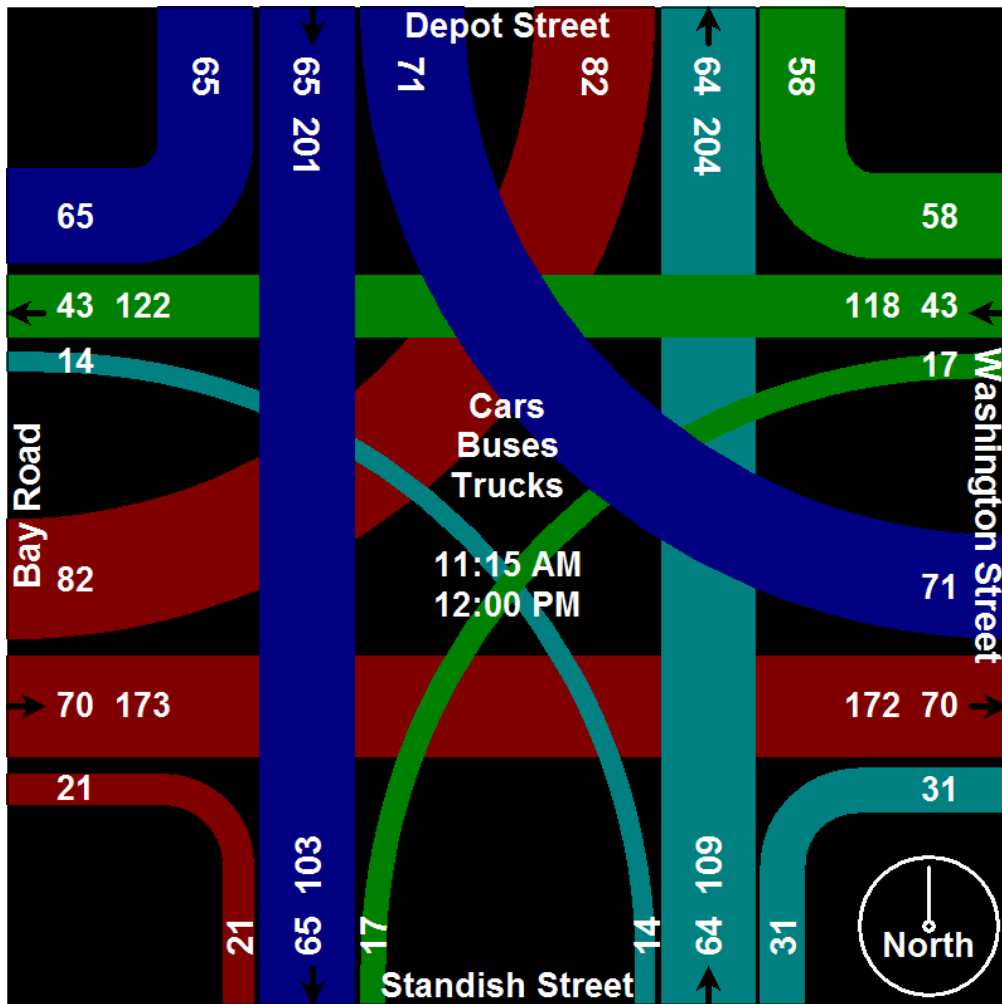 Depot Street
65
65 201
71
82
64 204
58
65
58
43 122
118 43
14
17
Bay Road
Washington Street
Cars
Buses
Trucks
11:15 AM
12:00 PM
82
71
70 173
172 70
21
31
21
65 103
17
14
64 109
31
Standish Street
North